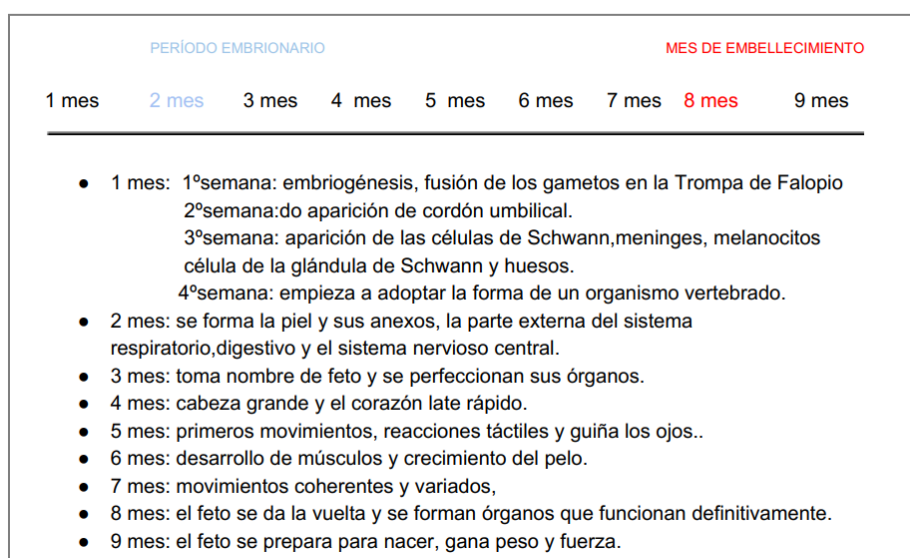 PERÍODO EMBRIONARIO MES DE EMBELLECIMIENTO
1 mes 2 mes 3 mes 4 mes 5 mes 6 mes 7 mes 8 mes 9 mes
● 1 mes: 1ºsemana: embriogénesis, fusión de los gametos en la Trompa de Falopio
2ºsemana:do aparición de cordón umbilical.
3ºsemana: aparición de las células de Schwann,meninges, melanocitos
célula de la glándula de Schwann y huesos.
4ºsemana: empieza a adoptar la forma de un organismo vertebrado.
● 2 mes: se forma la piel y sus anexos, la parte externa del sistema
respiratorio,digestivo y el sistema nervioso central.
● 3 mes: toma nombre de feto y se perfeccionan sus órganos.
● 4 mes: cabeza grande y el corazón late rápido.
● 5 mes: primeros movimientos, reacciones táctiles y guiña los ojos..
● 6 mes: desarrollo de músculos y crecimiento del pelo.
● 7 mes: movimientos coherentes y variados,
● 8 mes: el feto se da la vuelta y se forman órganos que funcionan definitivamente.
● 9 mes: el feto se prepara para nacer, gana peso y fuerza.